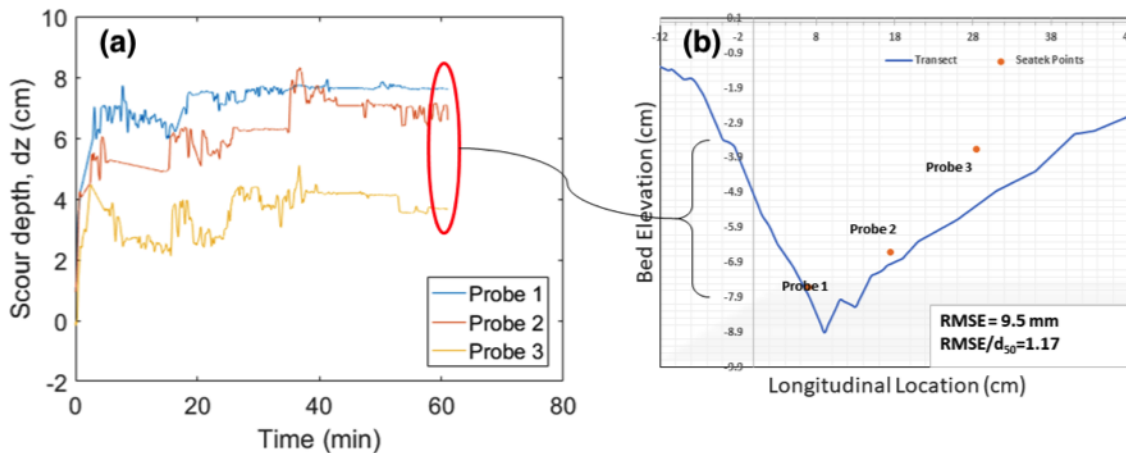 (a)
Scour depth, dz (cm)
10
8
6
4
2
0
-2
0
20
40
60
80
Time (min)
Probe 1
Probe 2
Probe 3
(b)
Bed Elevation (cm)
0.1
-12
-2
8
18
28
38
-0.9
-1.9
-2.9
-3.9
-4.9
-5.9
-6.9
-7.9
-8.9
-9.9
Transect
Seatek Points
Probe 3
Probe 2
Probe 1
RMSE = 9.5 mm
RMSE/d₅₀=1.17
Longitudinal Location (cm)